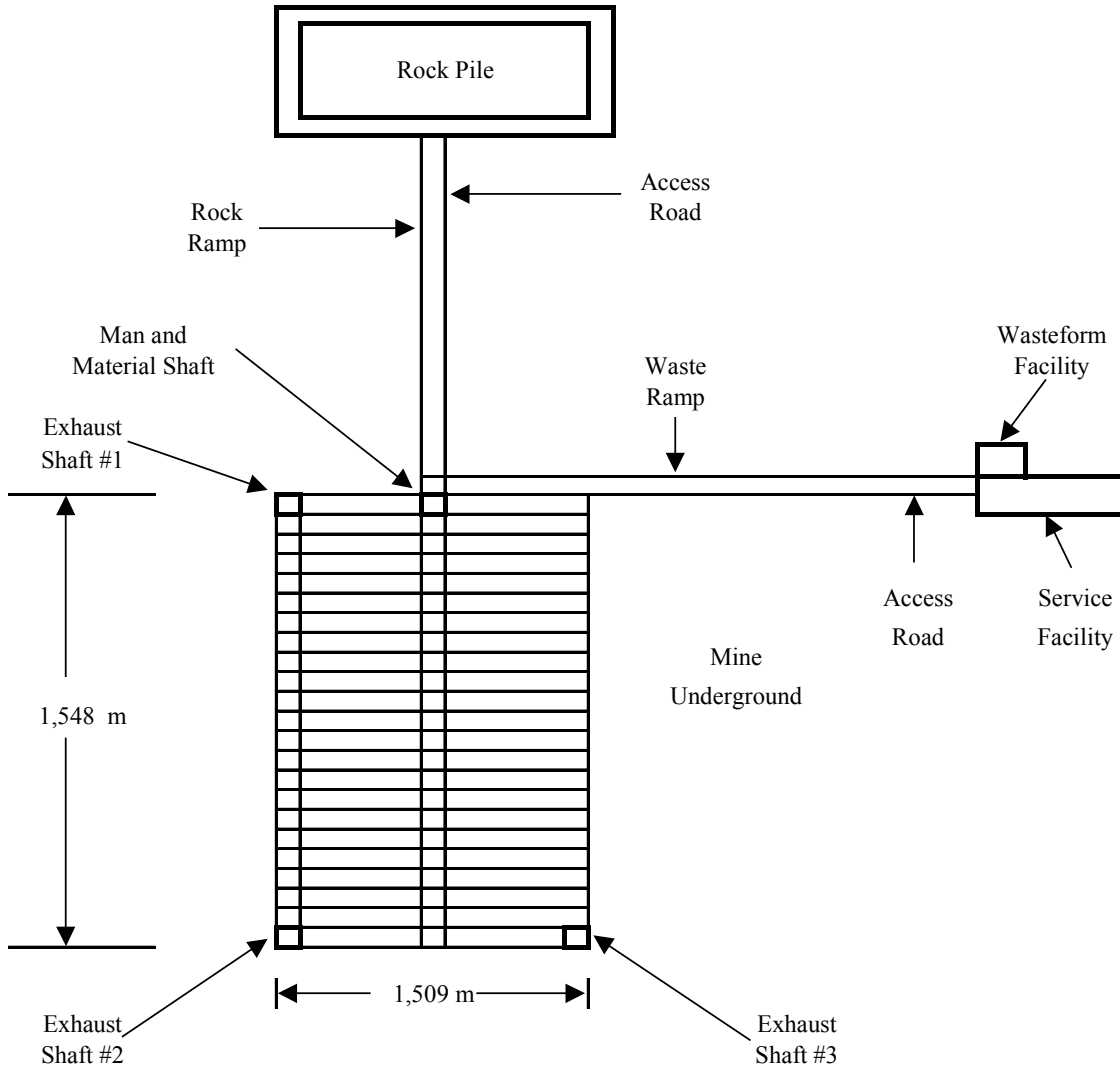 Rock Pile
Access
Road
Rock
Ramp
Man and
Material Shaft
Waste
Ramp
Wasteform
Facility
Exhaust
Shaft #1
Access
Road
Service
Facility
Mine
Underground
1,548 m
1,509 m
Exhaust
Shaft #2
Exhaust
Shaft #3